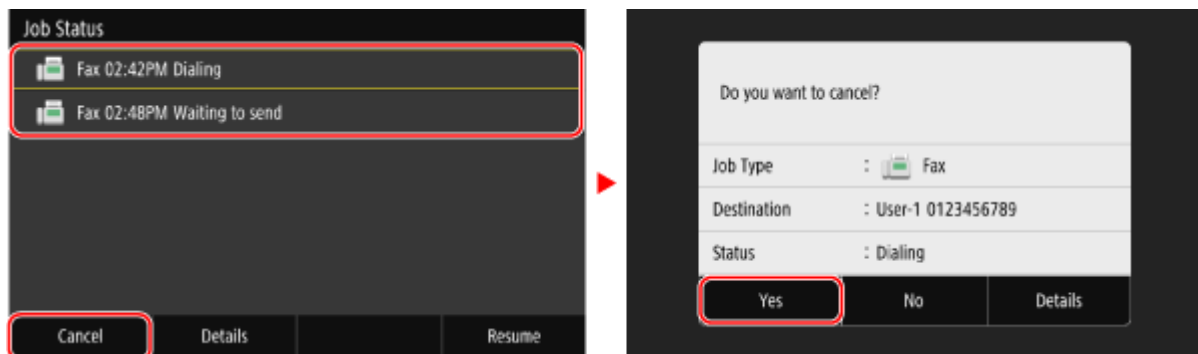 Job Status
Fax 02:42PM Dialing
Fax 02:48PM Waiting to send
Cancel Details Resume
Do you want to cancel?
Job Type : Fax
Destination : User-1 0123456789
Status : Dialing
Yes No Details